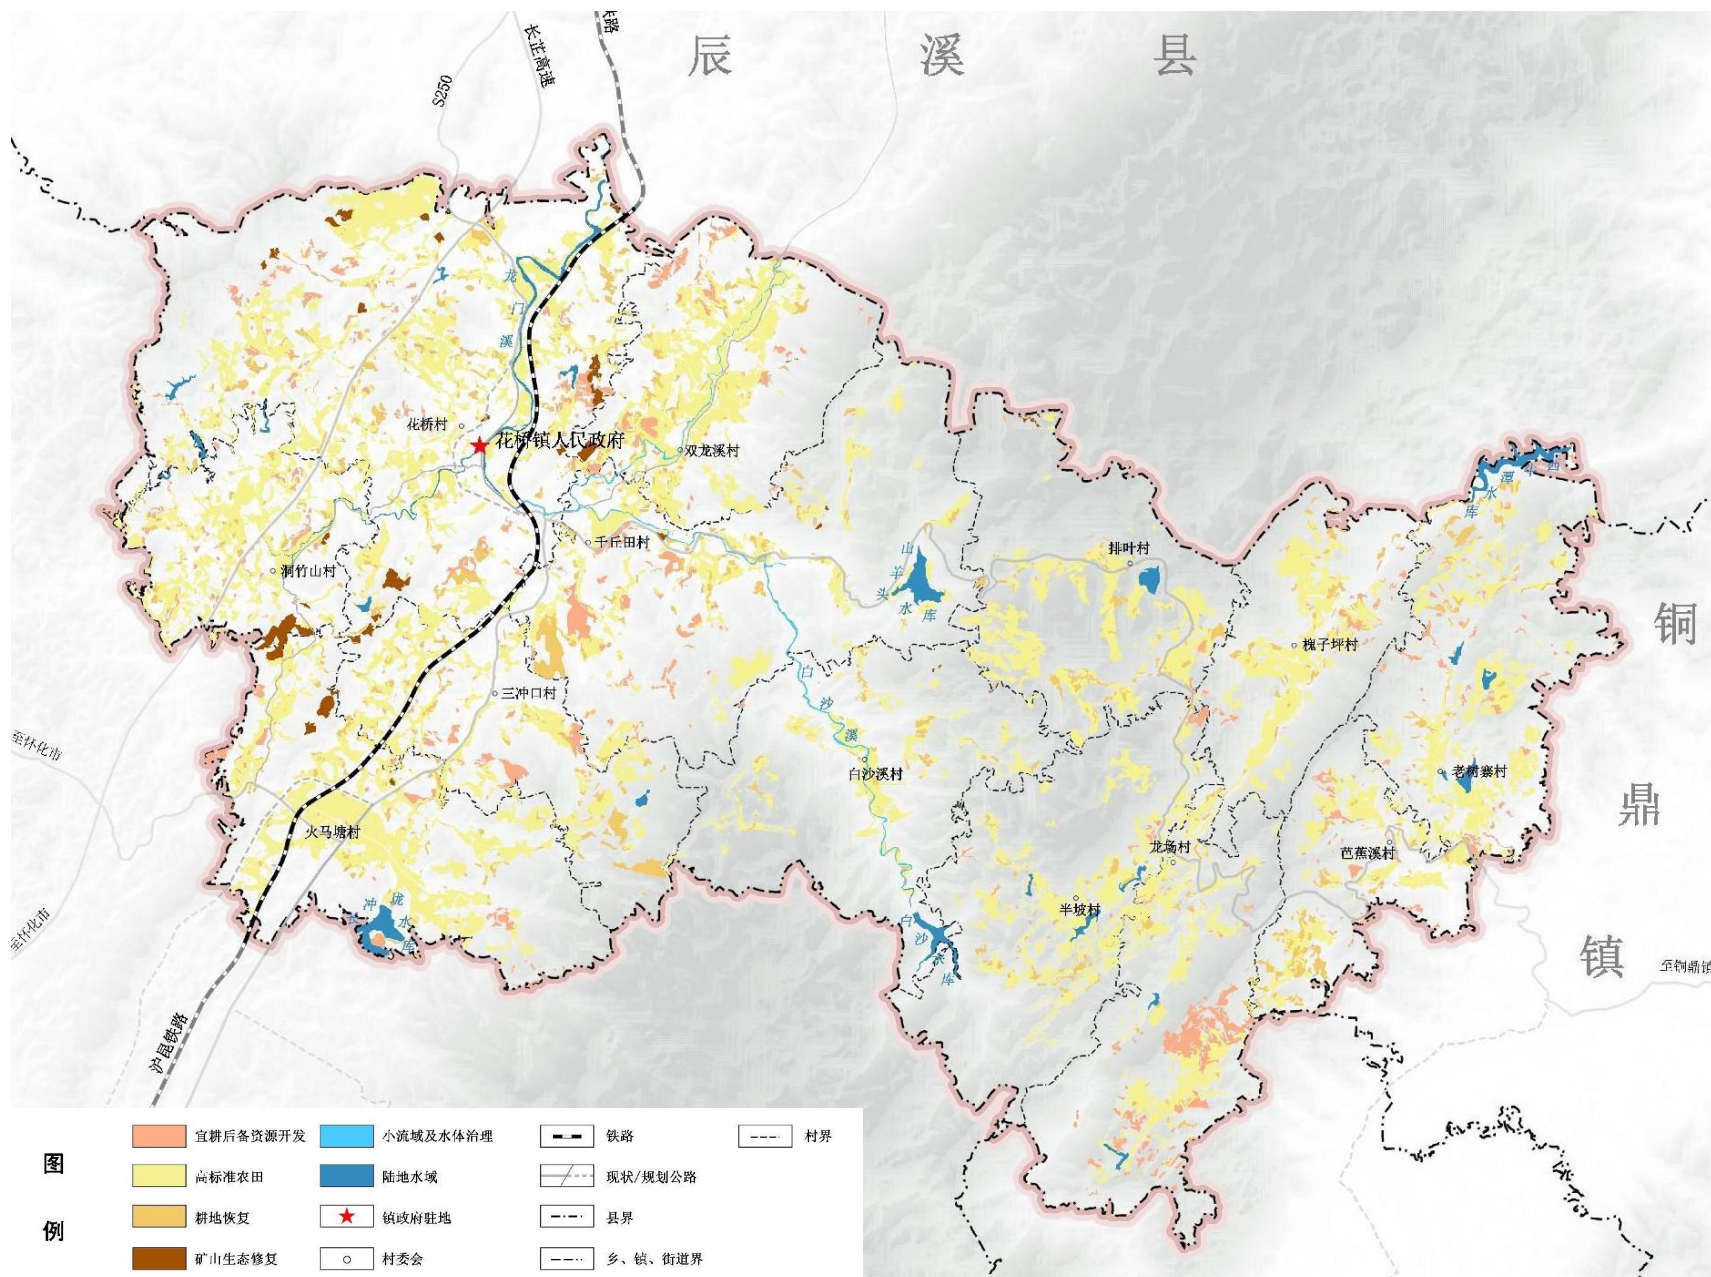 辰溪县
铁路
长芷高速
S250
龙门溪
花桥村
花桥镇人民政府
双龙溪村
水库
千丘田村
排叶村
山羊头水库
洞竹山村
铜鼎镇
槐子坪村
三冲口村
白沙溪
至怀化市
白沙溪村
老树寨村
火马塘村
龙场村
芭蕉溪村
长冲垅水库
半坡村
至怀化市
白沙水库
至铜鼎镇
沪昆铁路
图例
宜耕后备资源开发
小流域及水体治理
铁路
村界
高标准农田
陆地水域
现状/规划公路
耕地恢复
镇政府驻地
县界
矿山生态修复
村委会
乡、镇、街道界